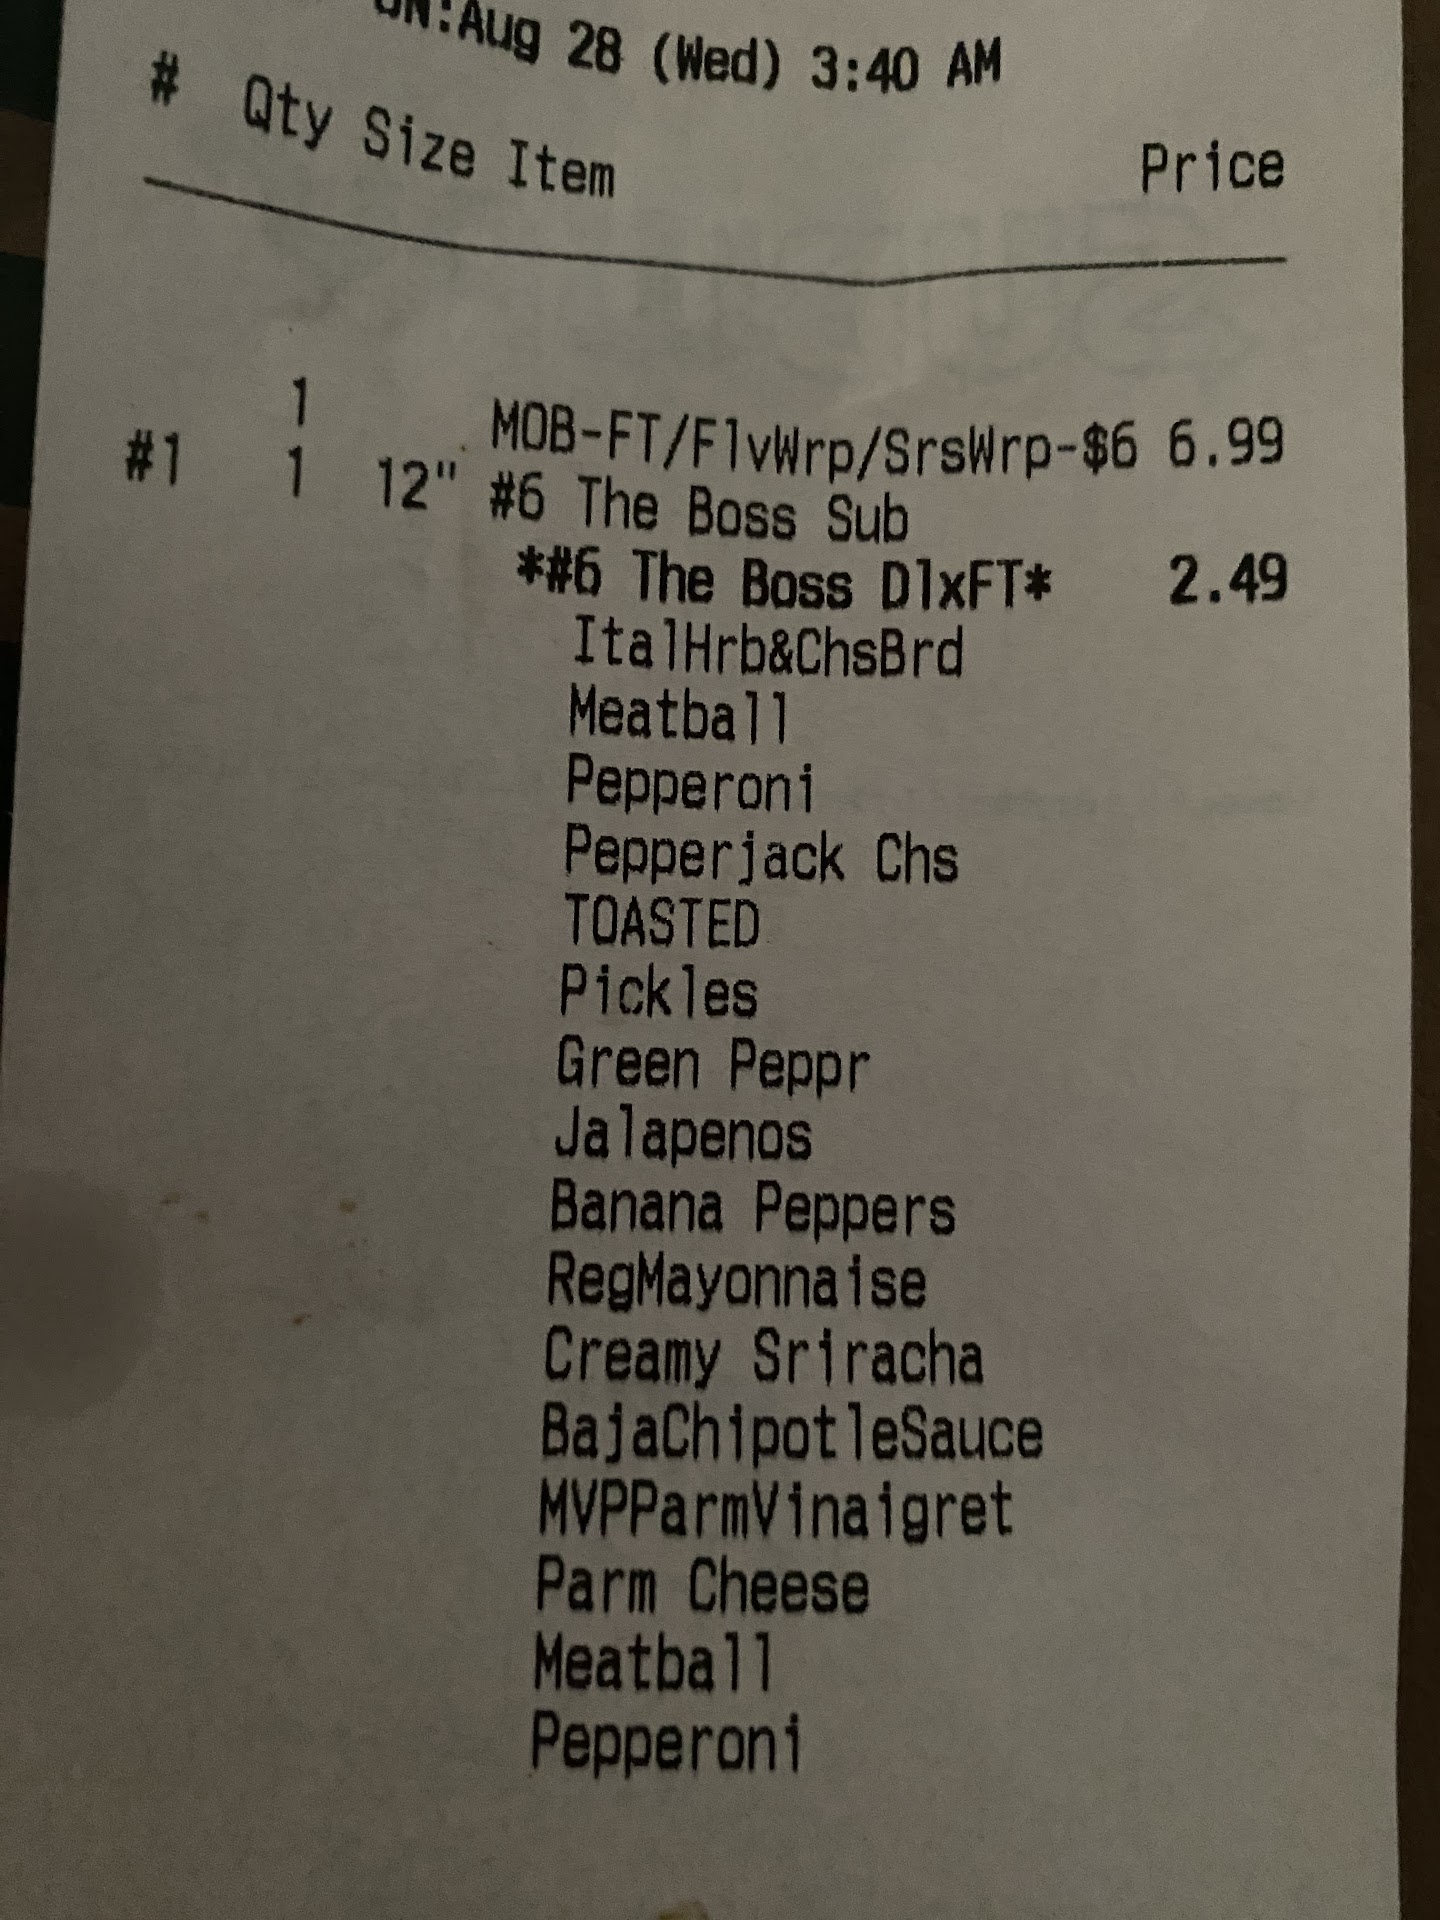 ON:Aug 28 (Wed) 3:40 AM
# Qty Size Item Price
1 MOB-FT/FlvWrp/SrsWrp-$6 6.99
#1 1 12" #6 The Boss Sub
*#6 The Boss DlxFT* 2.49
ItalHrb&ChsBrd
Meatball
Pepperoni
Pepperjack Chs
TOASTED
Pickles
Green Peppr
Jalapenos
Banana Peppers
RegMayonnaise
Creamy Sriracha
BajaChipotleSauce
MVPParmVinaigret
Parm Cheese
Meatball
Pepperoni